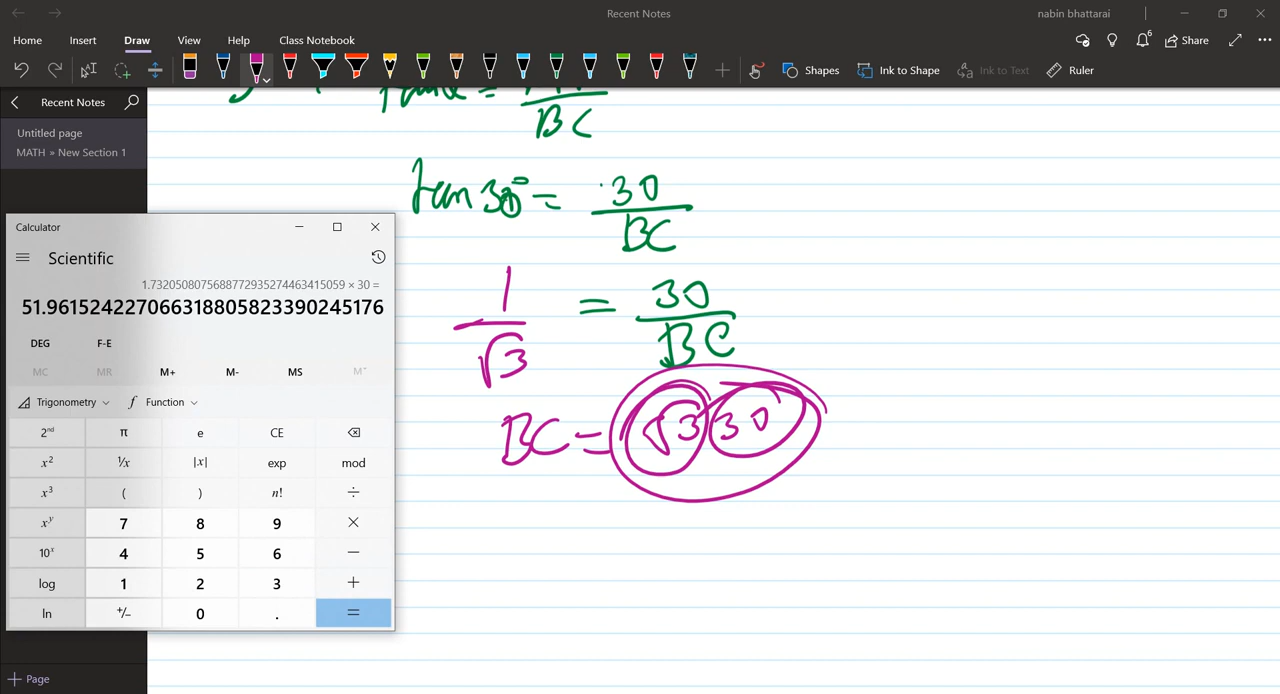 Recent Notes
nabin bhattarai
Home Insert Draw View Help Class Notebook
Share
Shapes Ink to Shape Ink to Text Ruler
Recent Notes
Untitled page
MATH » New Section 1
BC
tan 30° = 30
BC
1 = 30
√3 BC
BC = √3 30
Calculator
Scientific
1.7320508075688772935274463415059 × 30 =
51.961524227066318805823390245176
DEG F-E
MC MR M+ M- MS M˅
Trigonometry f Function
2nd π e CE
x² ¹/x |x| exp mod
x³ ( ) n! ÷
xʸ 7 8 9 ×
10ˣ 4 5 6 −
log 1 2 3 +
ln +/− 0 . =
+ Page